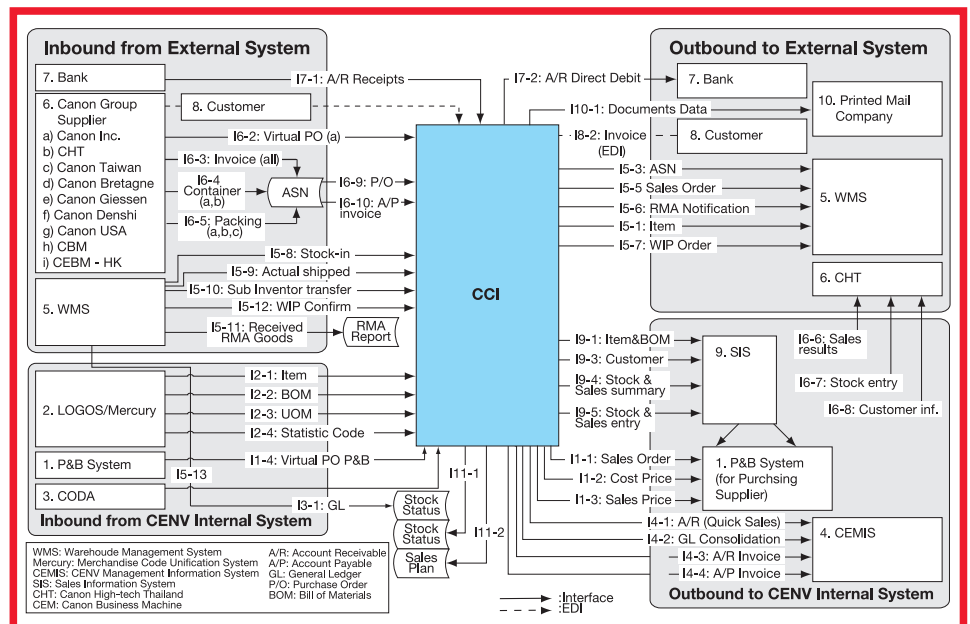 Inbound from External System
7. Bank
I7-1: A/R Receipts
6. Canon Group
Supplier
a) Canon Inc.
b) CHT
c) Canon Taiwan
d) Canon Bretagne
e) Canon Giessen
f) Canon Denshi
g) Canon USA
h) CBM
i) CEBM - HK
8. Customer
I6-2: Virtual PO (a)
I6-3: Invoice (all)
I6-4
Container
(a,b)
ASN
I6-9: P/O
I6-10: A/P
invoice
I6-5: Packing
(a,b,c)
5. WMS
I5-8: Stock-in
I5-9: Actual shipped
I5-10: Sub Inventor transfer
I5-12: WIP Confirm
I5-11: Received
RMA Goods
RMA
Report
2. LOGOS/Mercury
I2-1: Item
I2-2: BOM
I2-3: UOM
I2-4: Statistic Code
1. P&B System
I1-4: Virtual PO P&B
I5-13
3. CODA
I3-1: GL
Inbound from CENV Internal System
CCI
I11-1
I11-2
Stock
Status
Stock
Status
Sales
Plan
Outbound to External System
I7-2: A/R Direct Debit
7. Bank
I10-1: Documents Data
10. Printed Mail
Company
I8-2: Invoice
(EDI)
8. Customer
I5-3: ASN
I5-5 Sales Order
I5-6: RMA Notification
I5-1: Item
I5-7: WIP Order
5. WMS
6. CHT
I6-6: Sales
results
I6-7: Stock entry
I6-8: Customer inf.
I9-1: Item&BOM
I9-3: Customer
I9-4: Stock &
Sales summary
I9-5: Stock &
Sales entry
9. SIS
I1-1: Sales Order
I1-2: Cost Price
I1-3: Sales Price
1. P&B System
(for Purchsing
Supplier)
I4-1: A/R (Quick Sales)
I4-2: GL Consolidation
I4-3: A/R Invoice
I4-4: A/P Invoice
4. CEMIS
Outbound to CENV Internal System
WMS: Warehoude Management System
Mercury: Merchandise Code Unification System
CEMIS: CENV Management Information System
SIS: Sales Information System
CHT: Canon High-tech Thailand
CEM: Canon Business Machine
A/R: Account Receivable
A/P: Account Payable
GL: General Ledger
P/O: Purchase Order
BOM: Bill of Materials
:Interface
:EDI